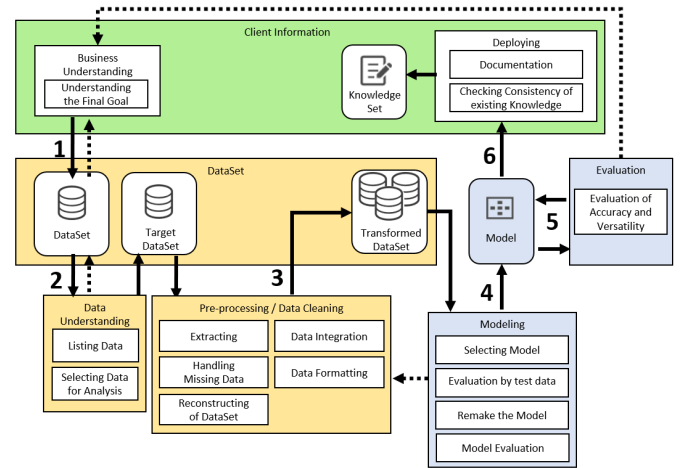 Client Information
Business
Understanding
Understanding
the Final Goal
Knowledge
Set
Deploying
Documentation
Checking Consistency of
existing Knowledge
1
6
DataSet
DataSet
Target
DataSet
Transformed
DataSet
Model
Evaluation
Evaluation of
Accuracy and
Versatility
5
2
3
4
Data
Understanding
Listing Data
Selecting Data
for Analysis
Pre-processing / Data Cleaning
Extracting
Data Integration
Handling
Missing Data
Data Formatting
Reconstructing
of DataSet
Modeling
Selecting Model
Evaluation by test data
Remake the Model
Model Evaluation